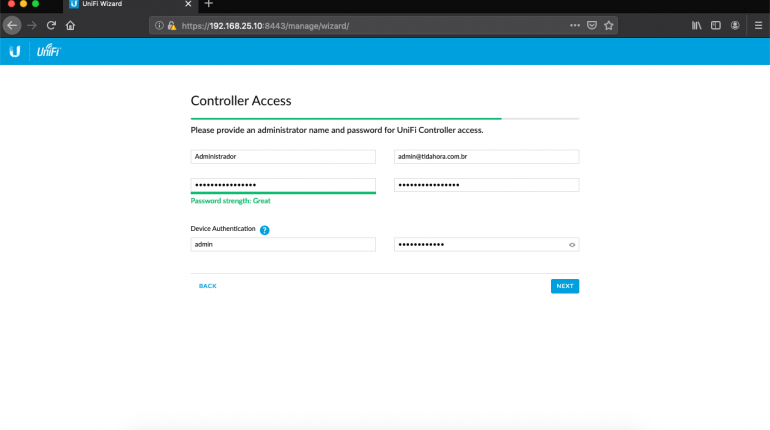 UniFi Wizard
https://192.168.25.10:8443/manage/wizard/
UniFi
Controller Access
Please provide an administrator name and password for UniFi Controller access.
Administrador
admin@tidahora.com.br
Password strength: Great
Device Authentication ?
admin
BACK
NEXT